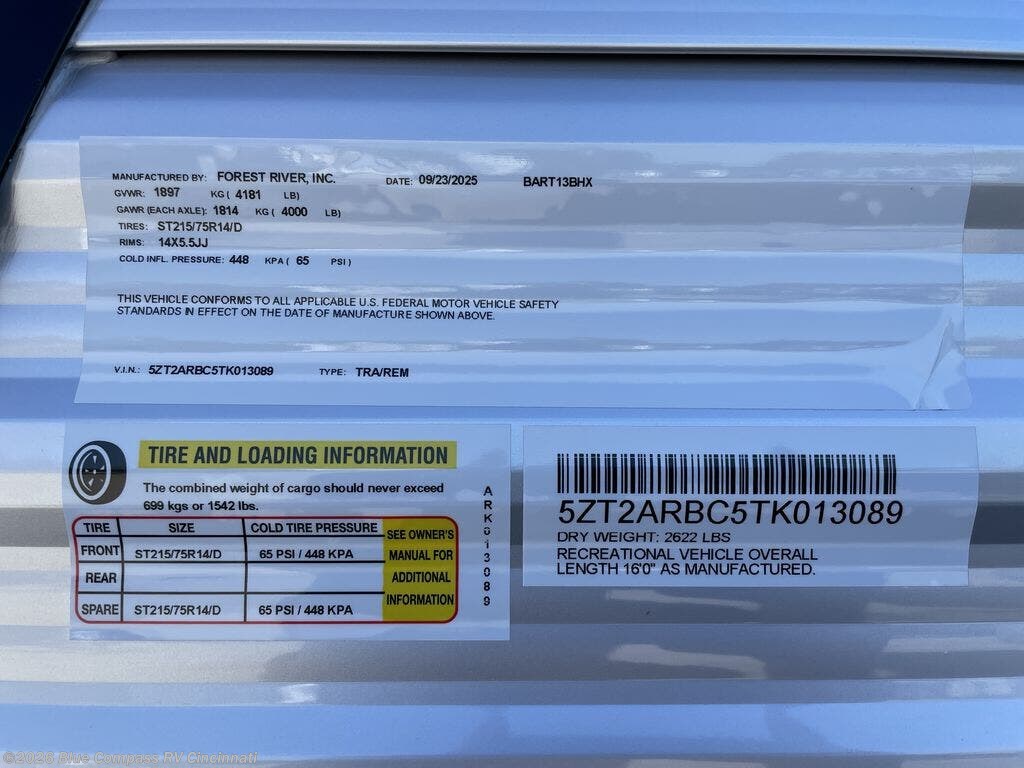 MANUFACTURED BY: FOREST RIVER, INC. DATE: 09/23/2025 BART13BHX
GVWR: 1897 KG ( 4181 LB)
GAWR (EACH AXLE): 1814 KG ( 4000 LB)
TIRES: ST215/75R14/D
RIMS: 14X5.5JJ
COLD INFL. PRESSURE: 448 KPA ( 65 PSI )
THIS VEHICLE CONFORMS TO ALL APPLICABLE U.S. FEDERAL MOTOR VEHICLE SAFETY
STANDARDS IN EFFECT ON THE DATE OF MANUFACTURE SHOWN ABOVE.
V.I.N.: 5ZT2ARBC5TK013089 TYPE: TRA/REM
TIRE AND LOADING INFORMATION
The combined weight of cargo should never exceed
699 kgs or 1542 lbs.
TIRE SIZE COLD TIRE PRESSURE
FRONT ST215/75R14/D 65 PSI / 448 KPA
REAR
SPARE ST215/75R14/D 65 PSI / 448 KPA
SEE OWNER'S
MANUAL FOR
ADDITIONAL
INFORMATION
ARK013089
5ZT2ARBC5TK013089
DRY WEIGHT: 2622 LBS
RECREATIONAL VEHICLE OVERALL
LENGTH 16'0" AS MANUFACTURED.
©2025 Blue Compass RV Cincinnati